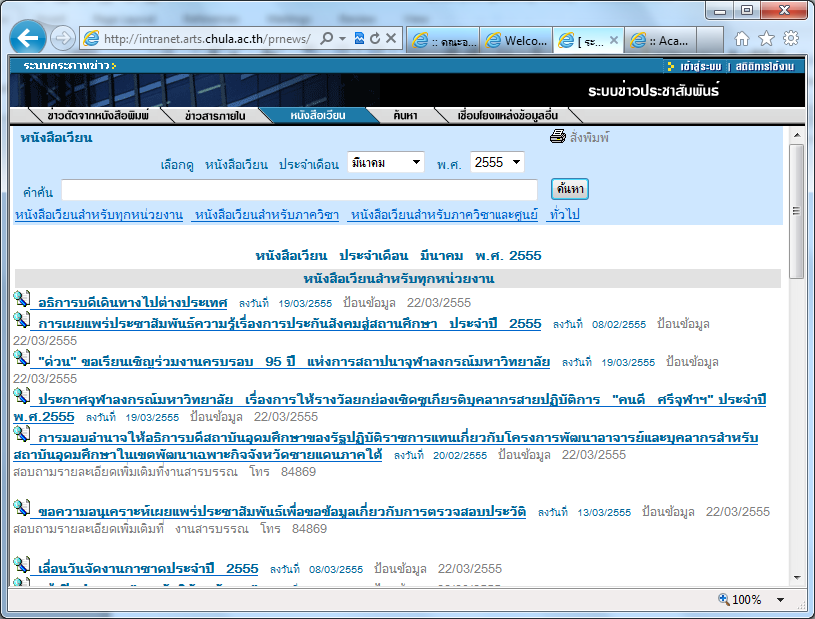 http://intranet.arts.chula.ac.th/prnews/
:: คณะอ...
Welco...
[ ระ...
:: Aca...
ระบบกระดานข่าว
เข้าสู่ระบบ | สถิติการใช้งาน
ระบบข่าวประชาสัมพันธ์
ข่าวตัดจากหนังสือพิมพ์ ข่าวสารภายใน หนังสือเวียน ค้นหา เชื่อมโยงแหล่งข้อมูลอื่น
หนังสือเวียน
สั่งพิมพ์
เลือกดู หนังสือเวียน ประจำเดือน มีนาคม พ.ศ. 2555
คำค้น ค้นหา
หนังสือเวียนสำหรับทุกหน่วยงาน หนังสือเวียนสำหรับภาควิชา หนังสือเวียนสำหรับภาควิชาและศูนย์ ทั่วไป
หนังสือเวียน ประจำเดือน มีนาคม พ.ศ. 2555
หนังสือเวียนสำหรับทุกหน่วยงาน
อธิการบดีเดินทางไปต่างประเทศ ลงวันที่ 19/03/2555 ป้อนข้อมูล 22/03/2555
การเผยแพร่ประชาสัมพันธ์ความรู้เรื่องการประกันสังคมสู่สถานศึกษา ประจำปี 2555 ลงวันที่ 08/02/2555 ป้อนข้อมูล
22/03/2555
"ด่วน" ขอเรียนเชิญร่วมงานครบรอบ 95 ปี แห่งการสถาปนาจุฬาลงกรณ์มหาวิทยาลัย ลงวันที่ 19/03/2555 ป้อนข้อมูล
22/03/2555
ประกาศจุฬาลงกรณ์มหาวิทยาลัย เรื่องการให้รางวัลยกย่องเชิดชูเกียรติบุคลากรสายปฏิบัติการ "คนดี ศรีจุฬาฯ" ประจำปี
พ.ศ.2555 ลงวันที่ 19/03/2555 ป้อนข้อมูล 22/03/2555
การมอบอำนาจให้อธิการบดีสถาบันอุดมศึกษาของรัฐปฏิบัติราชการแทนเกี่ยวกับโครงการพัฒนาอาจารย์และบุคลากรสำหรับ
สถาบันอุดมศึกษาในเขตพัฒนาเฉพาะกิจจังหวัดชายแดนภาคใต้ ลงวันที่ 20/02/2555 ป้อนข้อมูล 22/03/2555
สอบถามรายละเอียดเพิ่มเติมที่งานสารบรรณ โทร 84869
ขอความอนุเคราะห์เผยแพร่ประชาสัมพันธ์เพื่อขอข้อมูลเกี่ยวกับการตรวจสอบประวัติ ลงวันที่ 13/03/2555 ป้อนข้อมูล 22/03/2555
สอบถามรายละเอียดเพิ่มเติมที่ งานสารบรรณ โทร 84869
เลื่อนวันจัดงานกาชาดประจำปี 2555 ลงวันที่ 08/03/2555 ป้อนข้อมูล 22/03/2555
100%